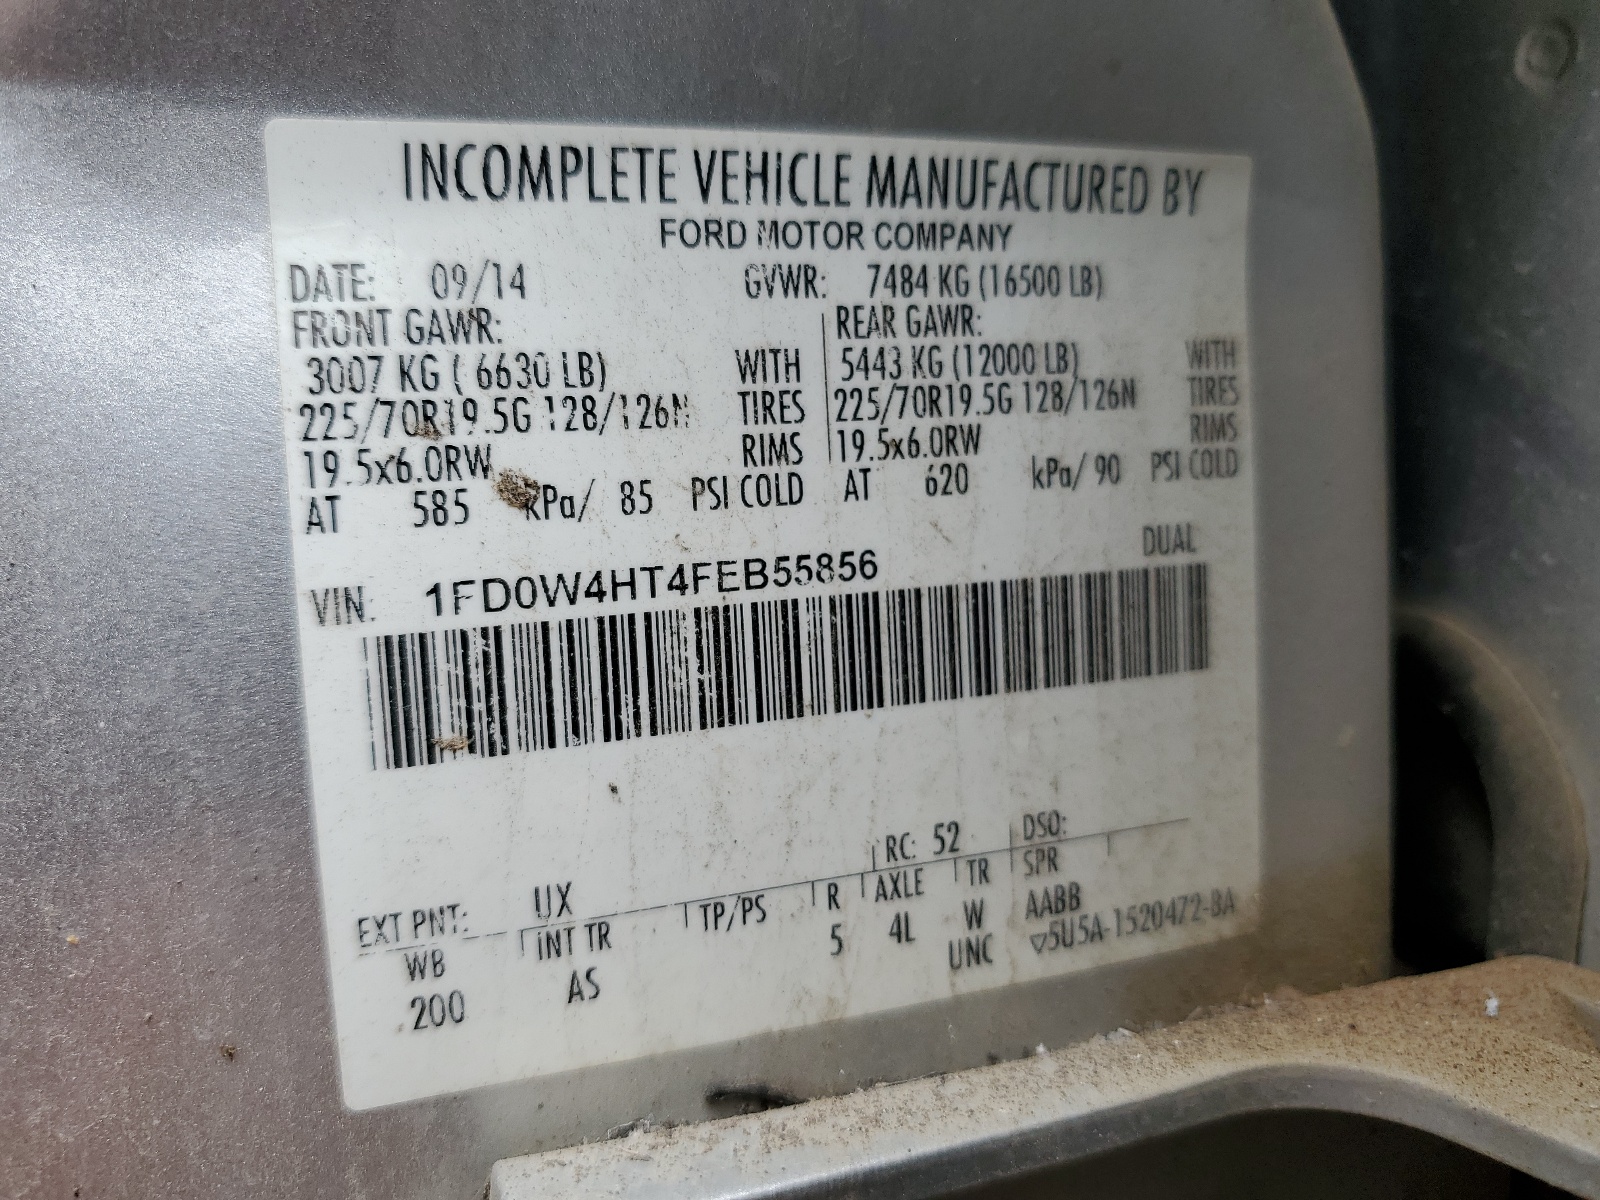 INCOMPLETE VEHICLE MANUFACTURED BY
FORD MOTOR COMPANY
DATE: 09/14 GVWR: 7484 KG (16500 LB)
FRONT GAWR: REAR GAWR:
3007 KG ( 6630 LB) WITH 5443 KG (12000 LB) WITH
225/70R19.5G 128/126N TIRES 225/70R19.5G 128/126N TIRES
19.5x6.0RW RIMS 19.5x6.0RW RIMS
AT 585 kPa/ 85 PSI COLD AT 620 kPa/ 90 PSI COLD
DUAL
VIN: 1FD0W4HT4FEB55856
EXT PNT: UX RC: 52 DSO:
WB INT TR TP/PS R AXLE TR SPR
200 AS 5 4L W AABB
UNC ▽5U5A-1520472-BA